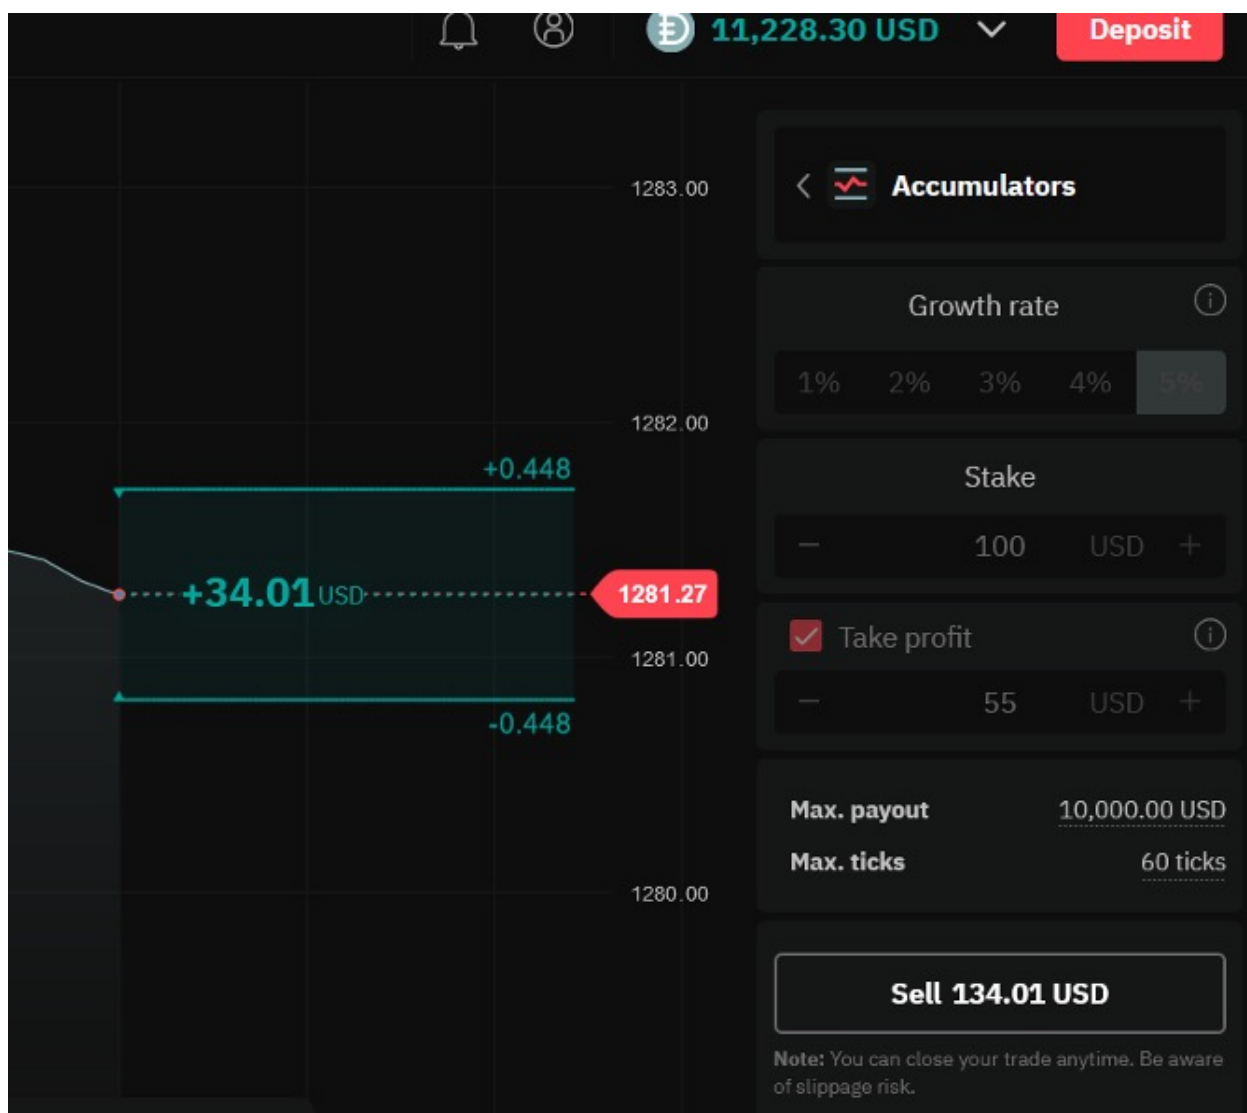 11,228.30 USD
Deposit
1283.00
1282.00
+0.448
+34.01 USD
1281.27
1281.00
-0.448
1280.00
Accumulators
Growth rate
1% 2% 3% 4% 5%
Stake
− 100 USD +
Take profit
− 55 USD +
Max. payout 10,000.00 USD
Max. ticks 60 ticks
Sell 134.01 USD
Note: You can close your trade anytime. Be aware
of slippage risk.